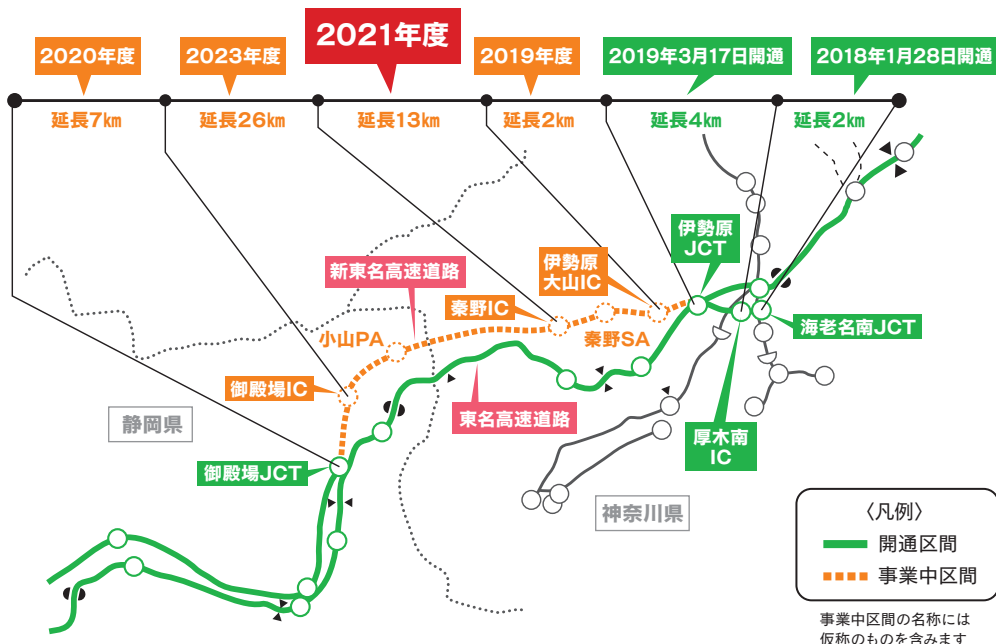 2020年度
2023年度
2021年度
2019年度
2019年3月17日開通
2018年1月28日開通
延長7km
延長26km
延長13km
延長2km
延長4km
延長2km
伊勢原
JCT
新東名高速道路
伊勢原
大山IC
秦野IC
小山PA
秦野SA
海老名南JCT
御殿場IC
東名高速道路
静岡県
厚木南
IC
御殿場JCT
神奈川県
〈凡例〉
開通区間
事業中区間
事業中区間の名称には
仮称のものを含みます